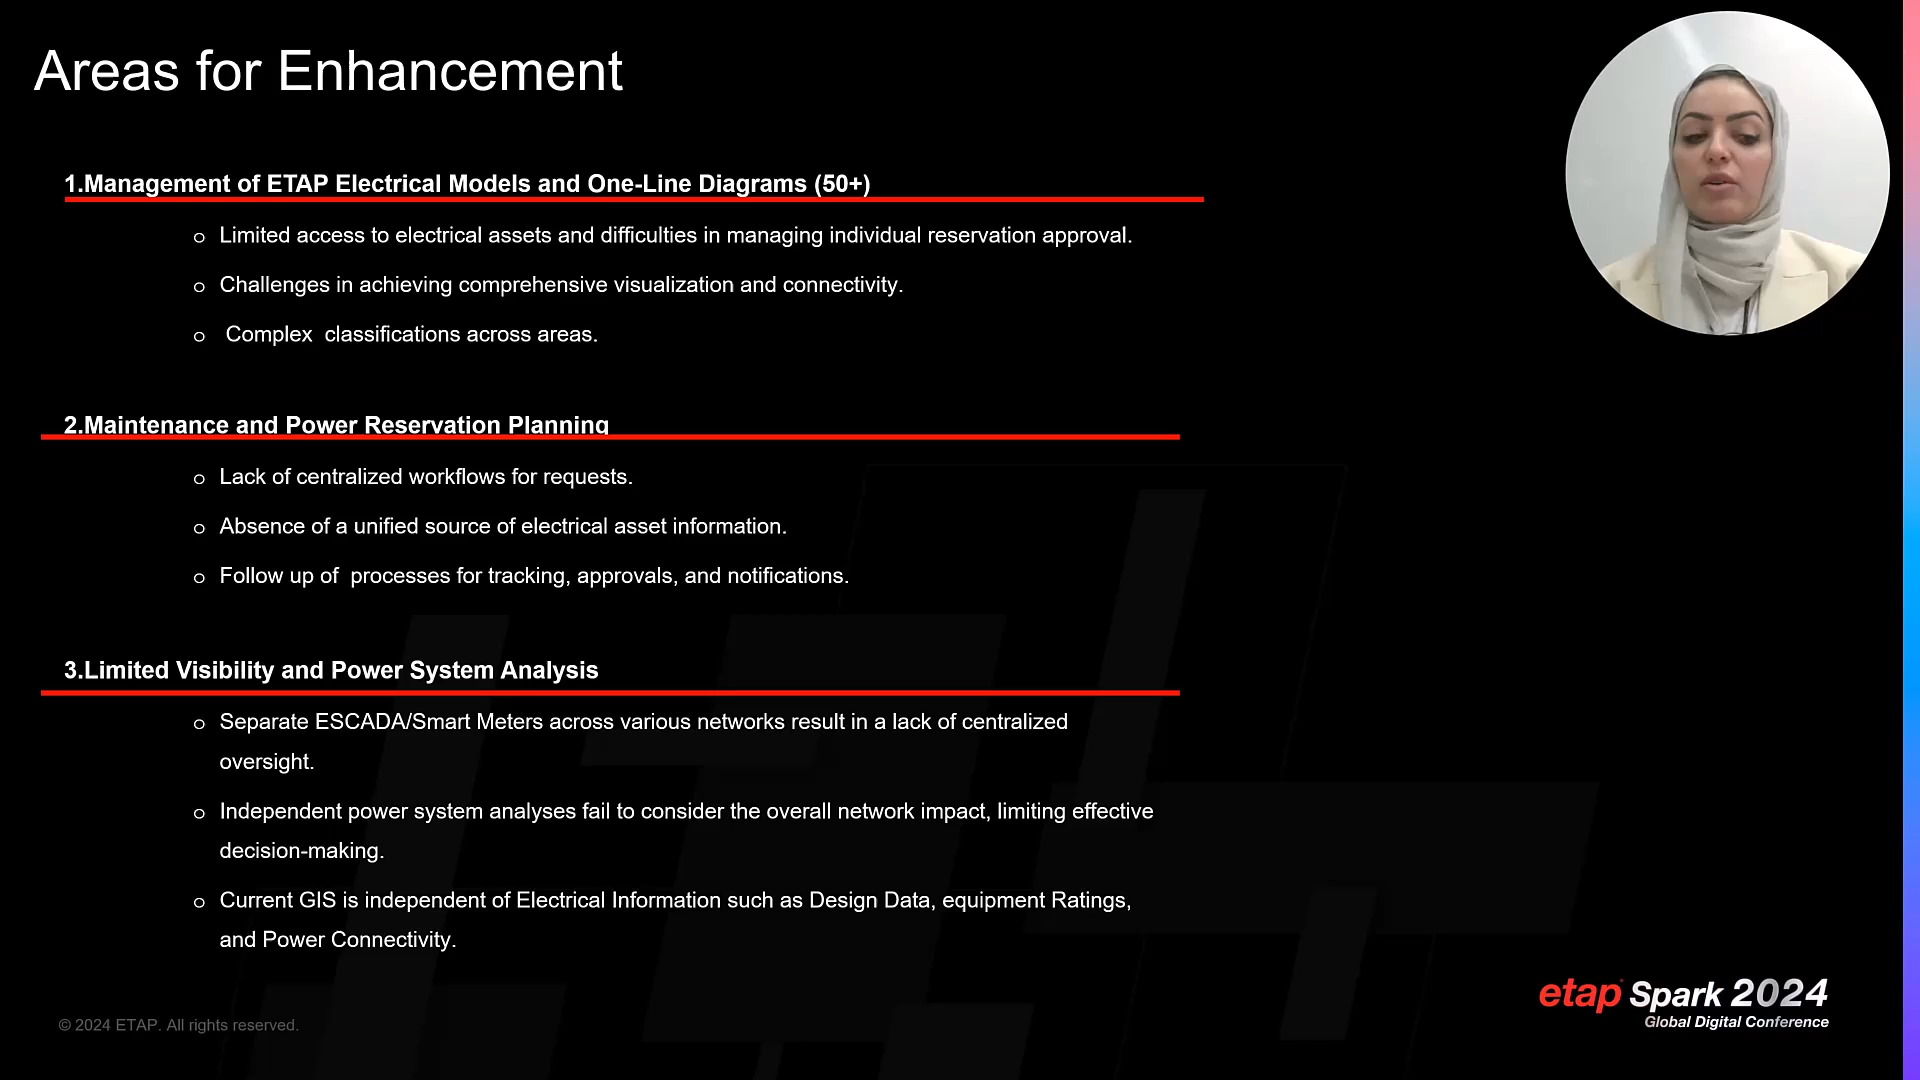 Areas for Enhancement
1.Management of ETAP Electrical Models and One-Line Diagrams (50+)
o Limited access to electrical assets and difficulties in managing individual reservation approval.
o Challenges in achieving comprehensive visualization and connectivity.
o Complex classifications across areas.
2.Maintenance and Power Reservation Planning
o Lack of centralized workflows for requests.
o Absence of a unified source of electrical asset information.
o Follow up of processes for tracking, approvals, and notifications.
3.Limited Visibility and Power System Analysis
o Separate ESCADA/Smart Meters across various networks result in a lack of centralized
oversight.
o Independent power system analyses fail to consider the overall network impact, limiting effective
decision-making.
o Current GIS is independent of Electrical Information such as Design Data, equipment Ratings,
and Power Connectivity.
etap Spark 2024
Global Digital Conference
© 2024 ETAP. All rights reserved.